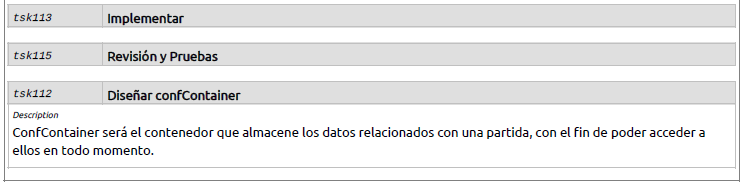 tsk113 Implementar
tsk115 Revisión y Pruebas
tsk112 Diseñar confContainer
Description
ConfContainer será el contenedor que almacene los datos relacionados con una partida, con el fin de poder acceder a
ellos en todo momento.